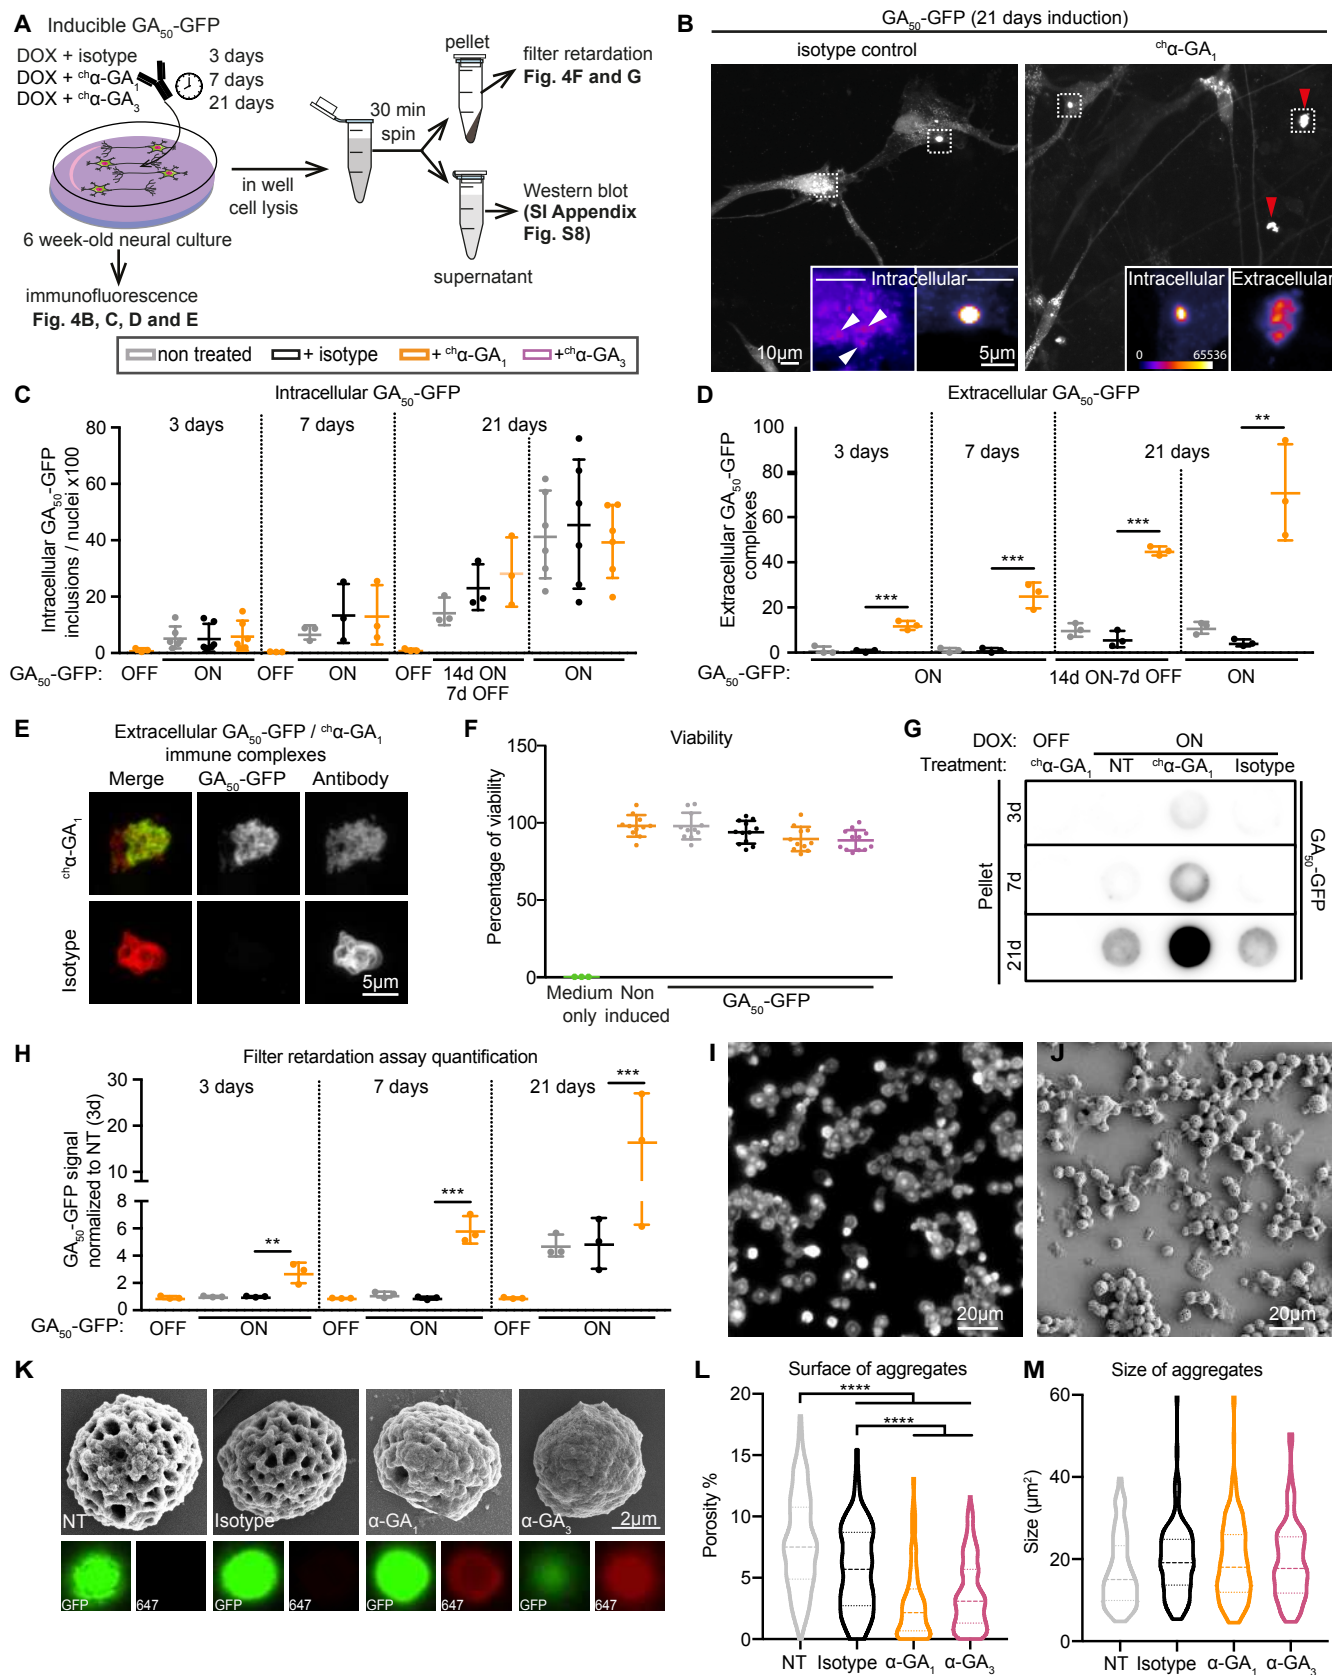 A Inducible GA50-GFP
DOX + isotype
DOX + chα-GA1
DOX + chα-GA3
3 days
7 days
21 days
6 week-old neural culture
in well
cell lysis
30 min
spin
pellet
filter retardation
Fig. 4F and G
Western blot
(SI Appendix
Fig. S8)
supernatant
immunofluorescence
Fig. 4B, C, D and E
B GA50-GFP (21 days induction)
isotype control
chα-GA1
Intracellular
10µm
5µm
Intracellular
Extracellular
0 65536
non treated + isotype + chα-GA1 +chα-GA3
C Intracellular GA50-GFP
3 days 7 days 21 days
Intracellular GA50-GFP
inclusions / nuclei x100
80
60
40
20
0
GA50-GFP: OFF ON OFF ON OFF 14d ON ON
7d OFF
D Extracellular GA50-GFP
3 days 7 days 21 days
Extracellular GA50-GFP
complexes
100
80
60
40
20
0
*** *** *** **
GA50-GFP: ON 14d ON-7d OFF ON
E Extracellular GA50-GFP / chα-GA1
immune complexes
Merge GA50-GFP Antibody
chα-GA1
Isotype
5µm
F Viability
Percentage of viability
150
100
50
0
Medium Non GA50-GFP
only induced
G DOX: OFF ON
Treatment: chα-GA1 NT chα-GA1 Isotype
Pellet
3d
7d
21d
GA50-GFP
H Filter retardation assay quantification
3 days 7 days 21 days
GA50-GFP signal
normalized to NT (3d)
30
20
10
8
6
4
2
0
** *** ***
GA50-GFP: OFF ON OFF ON OFF ON
I
20µm
J
20µm
K
NT Isotype α-GA1 α-GA3 2µm
GFP 647 GFP 647 GFP 647 GFP 647
L Surface of aggregates
Porosity %
20
15
10
5
0
****
****
NT Isotype α-GA1 α-GA3
M Size of aggregates
Size (µm²)
60
40
20
0
NT Isotype α-GA1 α-GA3